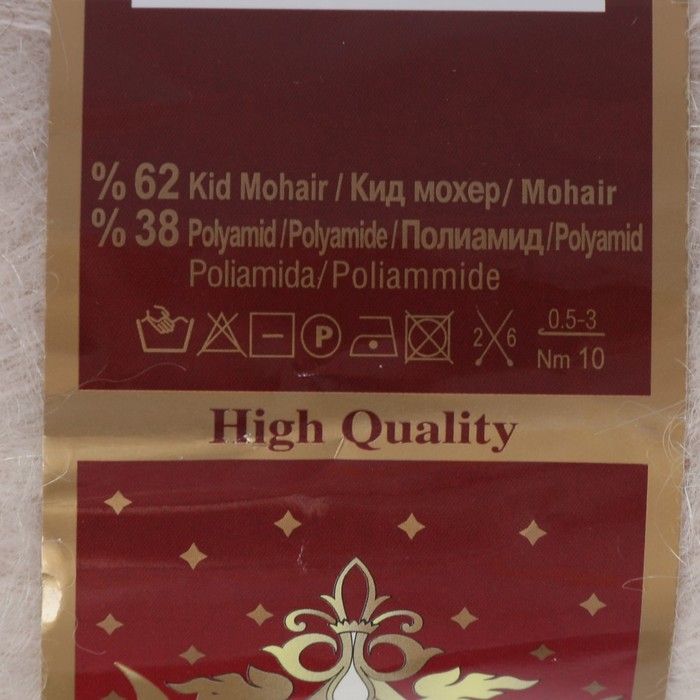 % 62 Kid Mohair / Кид мохер/ Mohair
% 38 Polyamid /Polyamide /Полиамид/Polyamid
Poliamida/Poliammide
P 2 6 0.5-3
Nm 10
High Quality